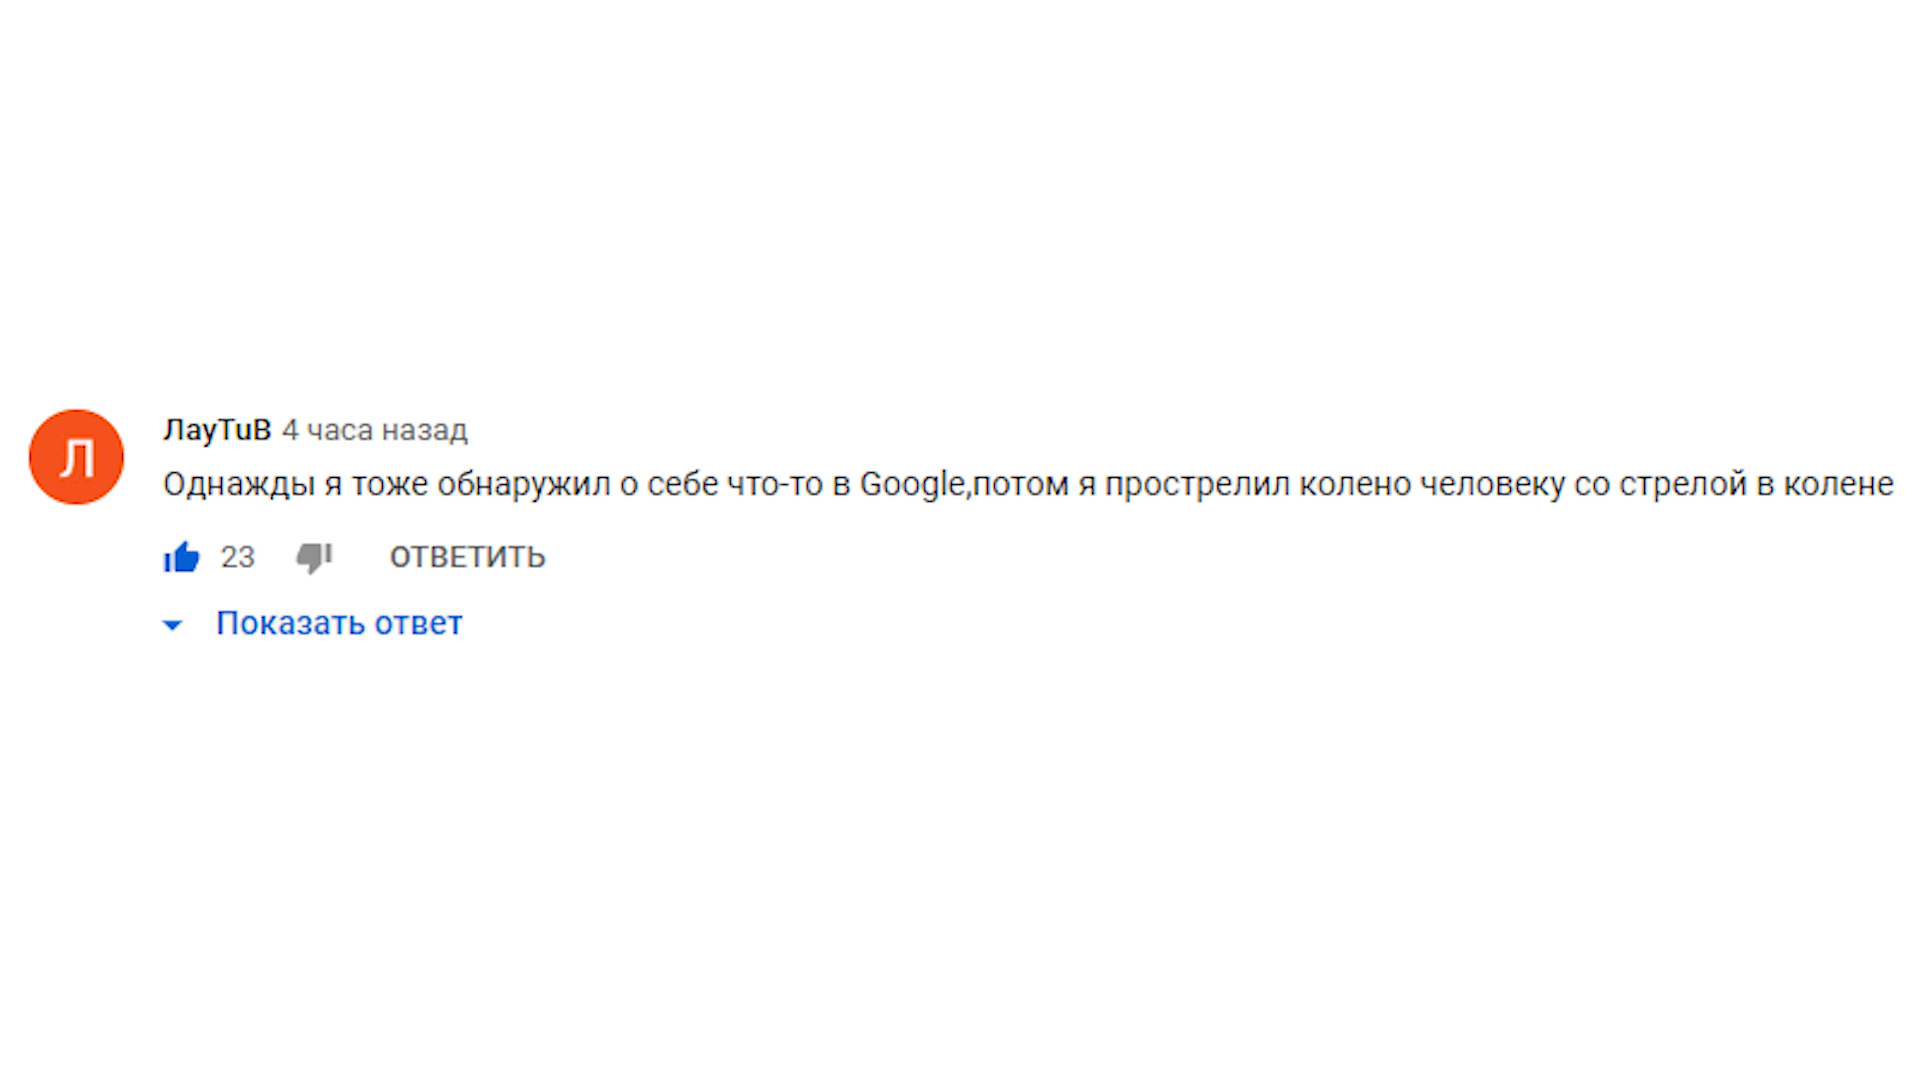 Л
ЛауTuB 4 часа назад
Однажды я тоже обнаружил о себе что-то в Google,потом я прострелил колено человеку со стрелой в колене
23 ОТВЕТИТЬ
Показать ответ